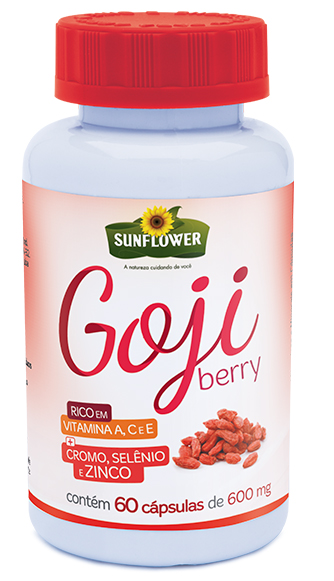 SUNFLOWER
A natureza cuidando de você
Goji
berry
RICO EM
VITAMINA A, C E E
+
CROMO, SELÊNIO
E ZINCO
contém 60 cápsulas de 600 mg